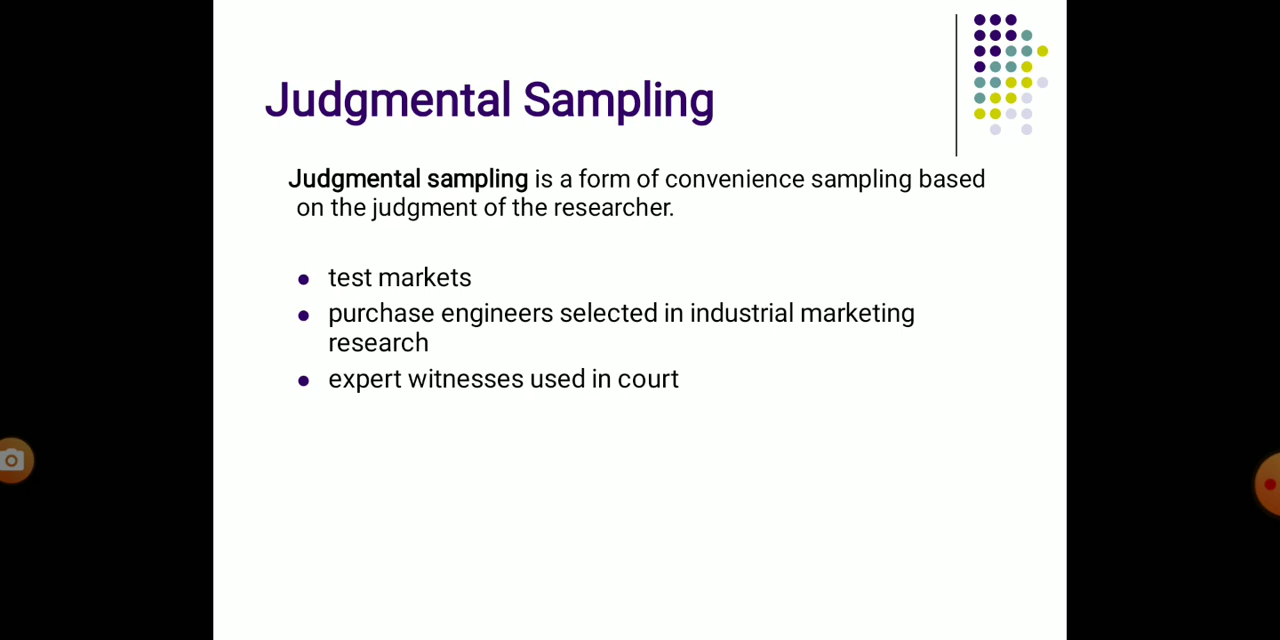 Judgmental Sampling
Judgmental sampling is a form of convenience sampling based
on the judgment of the researcher.
test markets
purchase engineers selected in industrial marketing
research
expert witnesses used in court